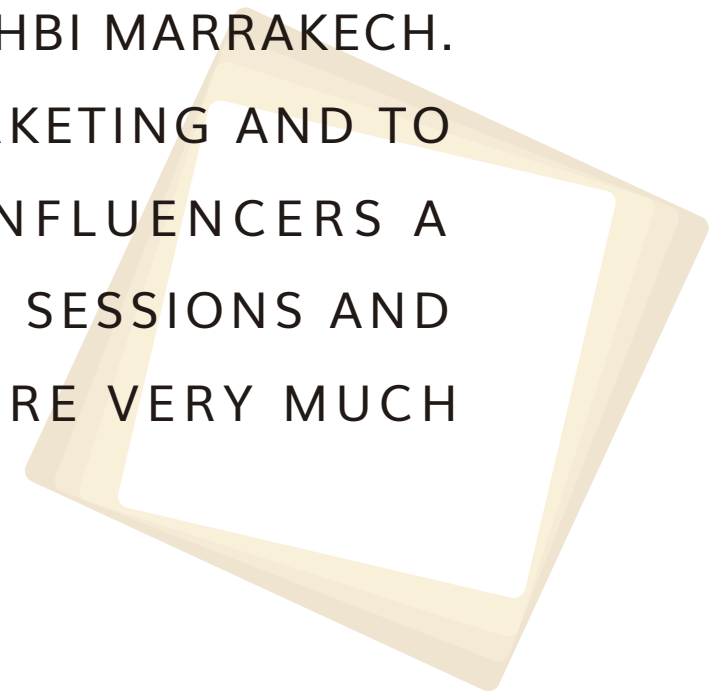 HBI MARRAKECH.
KETING AND TO
NFLUENCERS A
SESSIONS AND
RE VERY MUCH